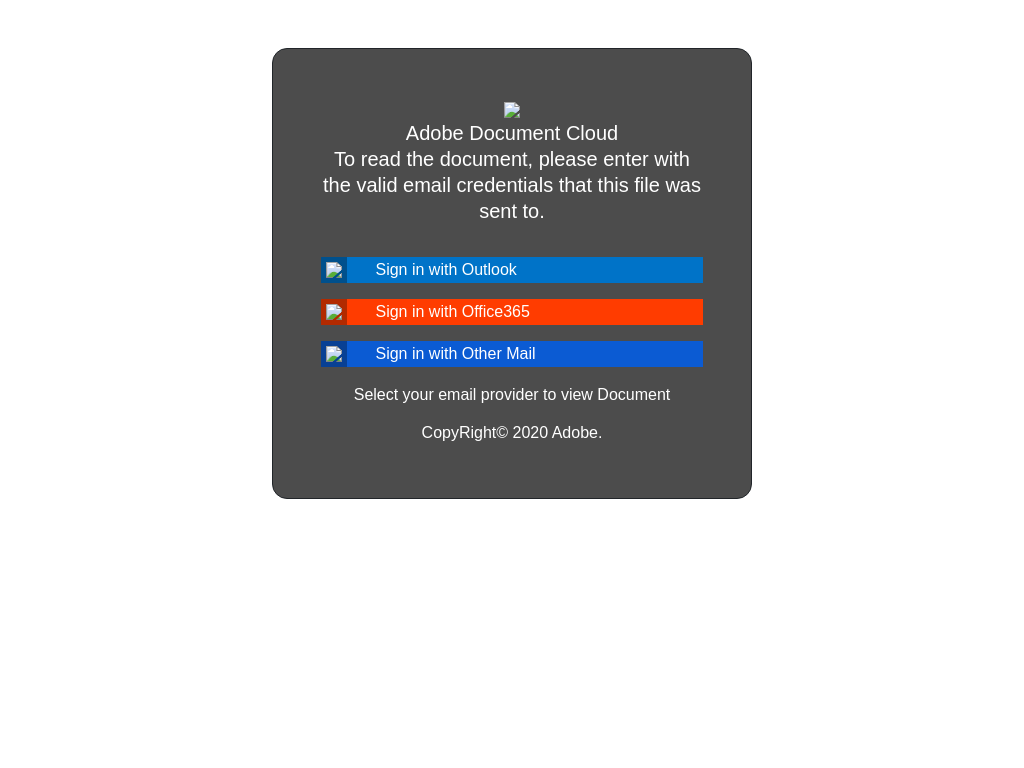 Adobe Document Cloud
To read the document, please enter with
the valid email credentials that this file was
sent to.
Sign in with Outlook
Sign in with Office365
Sign in with Other Mail
Select your email provider to view Document
CopyRight© 2020 Adobe.